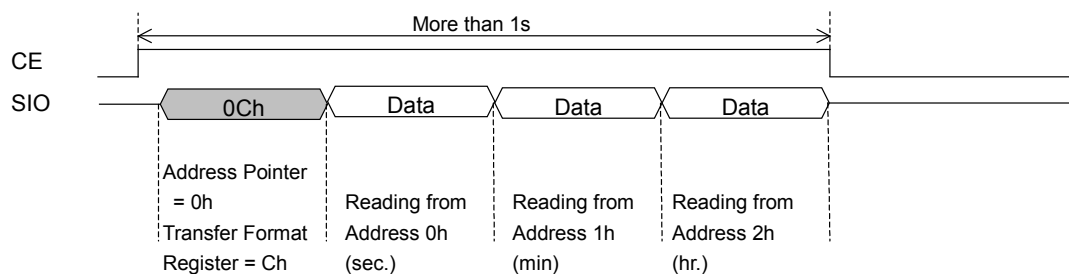 More than 1s
CE
SIO
0Ch
Data
Data
Data
Address Pointer
= 0h
Transfer Format
Register = Ch
Reading from
Address 0h
(sec.)
Reading from
Address 1h
(min)
Reading from
Address 2h
(hr.)